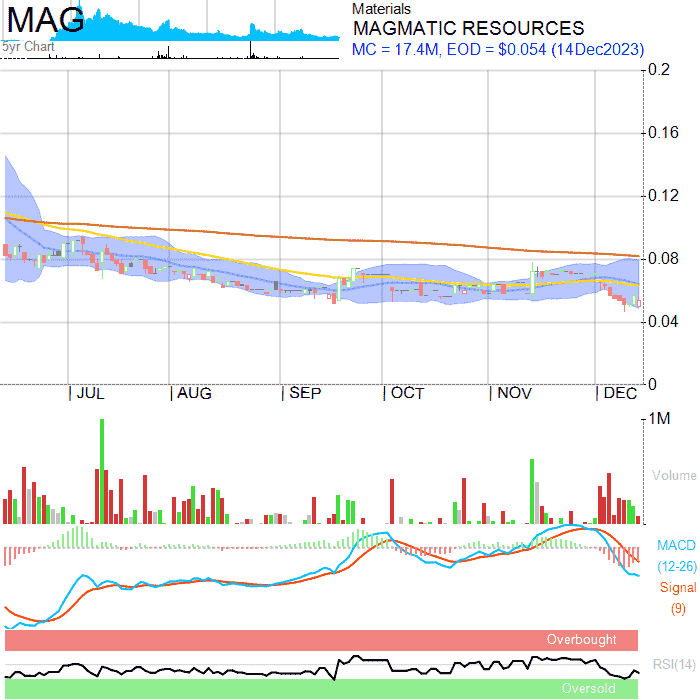 MAG
5yr Chart
Materials
MAGMATIC RESOURCES
MC = 17.4M, EOD = $0.054 (14Dec2023)
0.2
0.16
0.12
0.08
0.04
0
| JUL | AUG | SEP | OCT | NOV | DEC
1M
Volume
MACD
(12-26)
Signal
(9)
Overbought
RSI(14)
Oversold